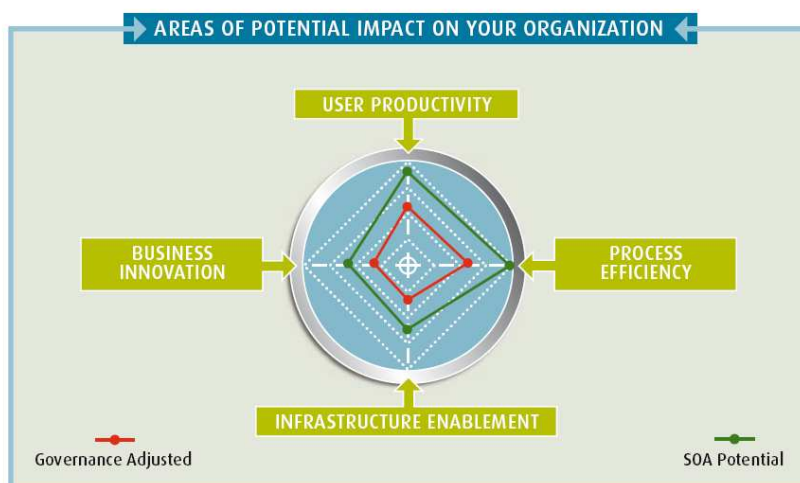 AREAS OF POTENTIAL IMPACT ON YOUR ORGANIZATION
USER PRODUCTIVITY
BUSINESS
INNOVATION
PROCESS
EFFICIENCY
INFRASTRUCTURE ENABLEMENT
Governance Adjusted
SOA Potential